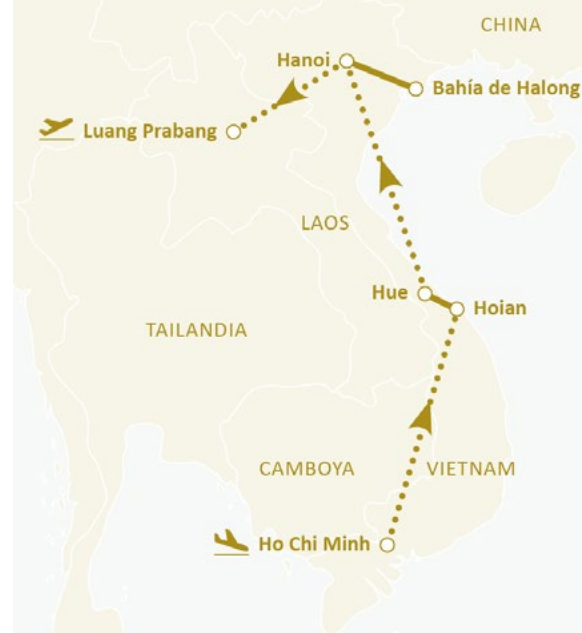 CHINA
Hanoi
Bahía de Halong
Luang Prabang
LAOS
Hue
Hoian
TAILANDIA
CAMBOYA
VIETNAM
Ho Chi Minh